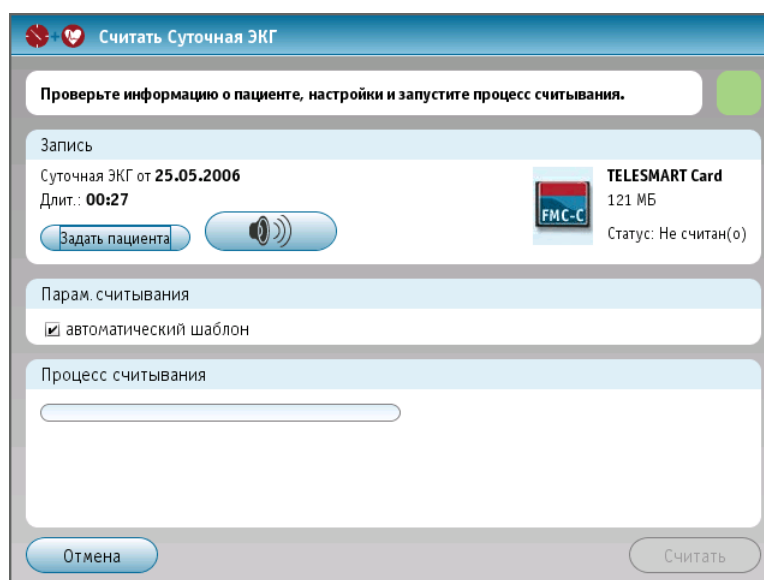 Считать Суточная ЭКГ
Проверьте информацию о пациенте, настройки и запустите процесс считывания.
Запись
Суточная ЭКГ от 25.05.2006
Длит.: 00:27
Задать пациента
FMC-C
TELESMART Card
121 МБ
Статус: Не считан(о)
Парам. считывания
автоматический шаблон
Процесс считывания
Отмена
Считать